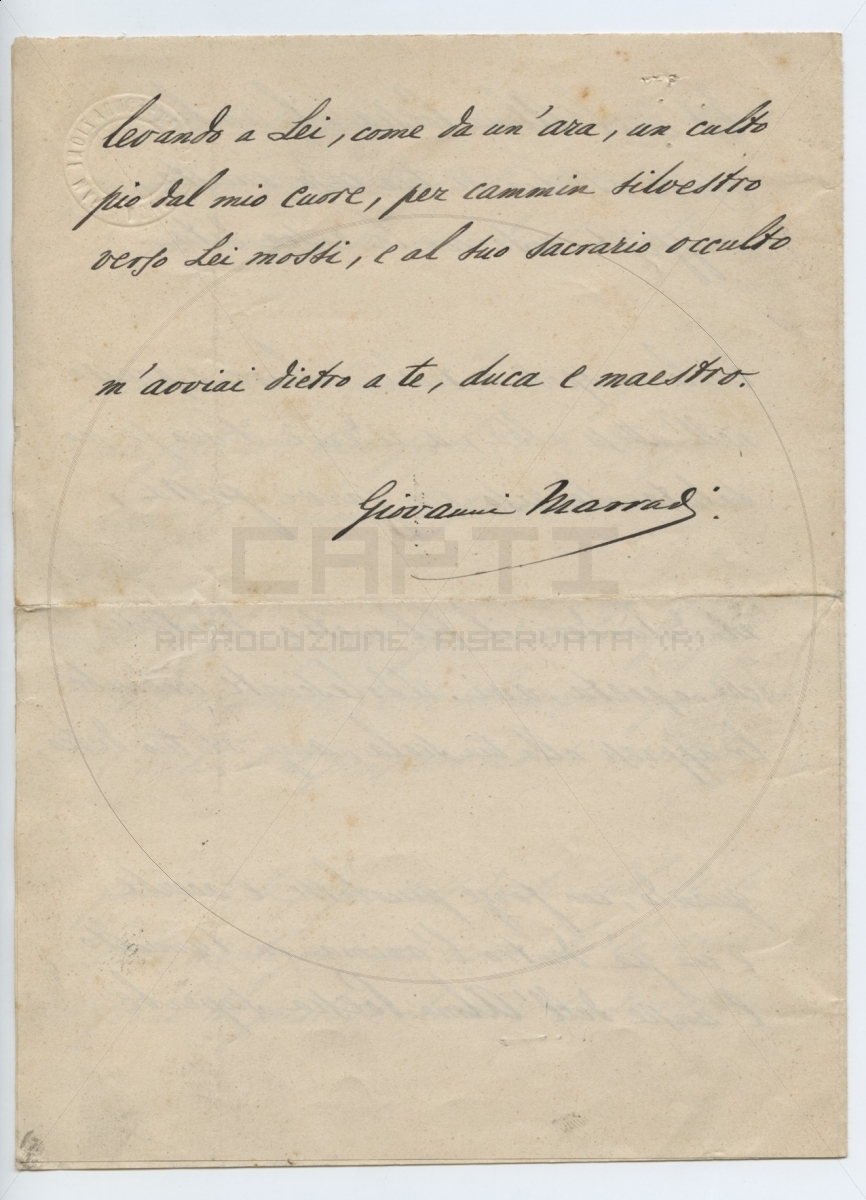 levando a Lei, come da un'ara, un culto
pio dal mio cuore, per cammin silvestro
verso Lei mossi, e al suo sacrario occulto
m'avviai dietro a te, duca e maestro.
Giovanni Marradi.
CAPTI
RIPRODUZIONE RISERVATA (R)